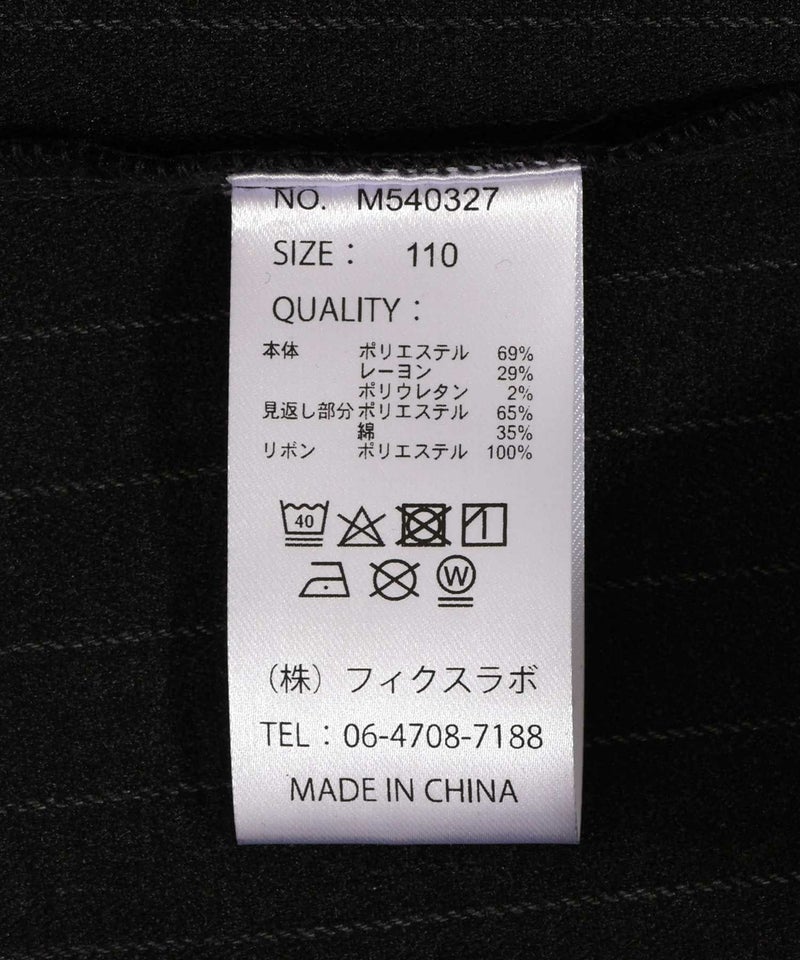 NO. M540327
SIZE： 110
QUALITY：
本体 ポリエステル 69%
レーヨン 29%
ポリウレタン 2%
見返し部分 ポリエステル 65%
綿 35%
リボン ポリエステル 100%
40
W
（株）フィクスラボ
TEL：06-4708-7188
MADE IN CHINA